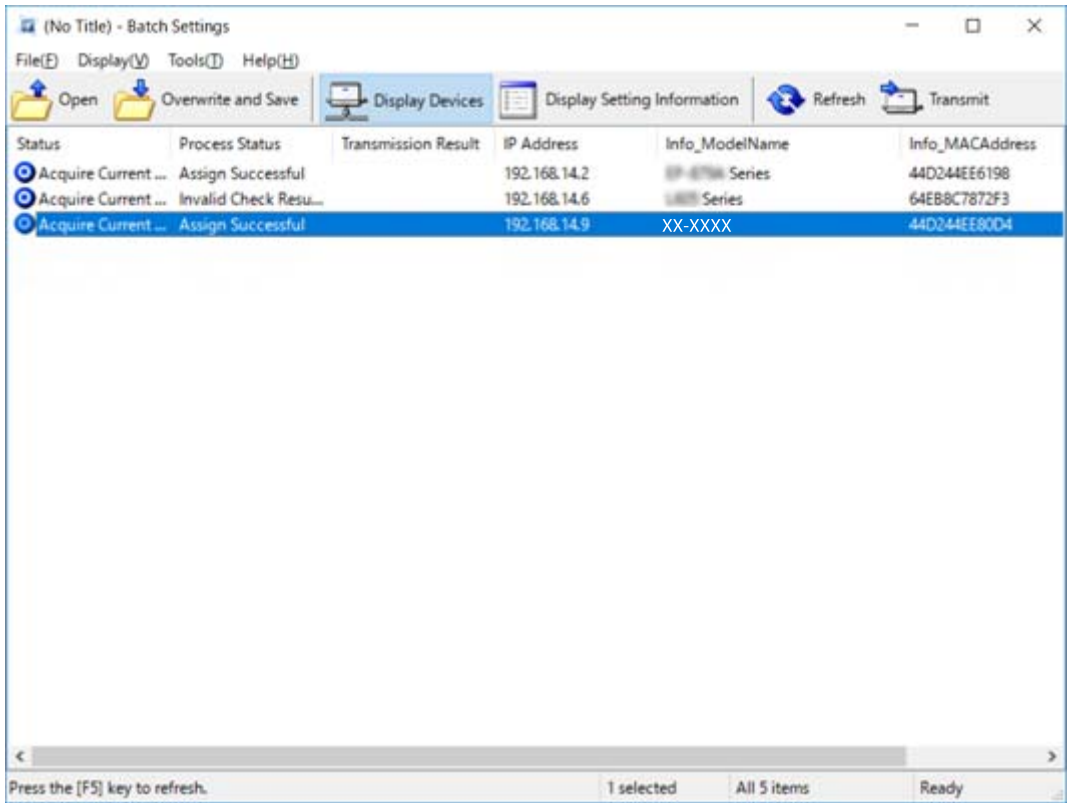 (No Title) - Batch Settings
File(F) Display(V) Tools(T) Help(H)
Open Overwrite and Save Display Devices Display Setting Information Refresh Transmit
Status Process Status Transmission Result IP Address Info_ModelName Info_MACAddress
Acquire Current ... Assign Successful 192.168.14.2 Series 44D244EE6198
Acquire Current ... Invalid Check Resu... 192.168.14.6 Series 64EB8C7872F3
Acquire Current ... Assign Successful 192.168.14.9 XX-XXXX 44D244EE80D4
Press the [F5] key to refresh. 1 selected All 5 items Ready